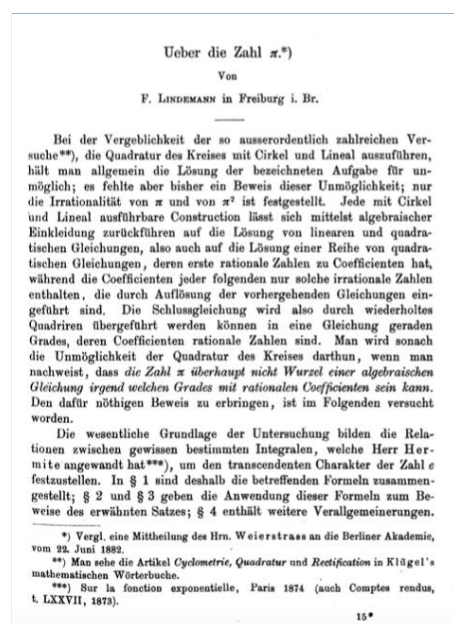 Ueber die Zahl π.*)
Von
F. LINDEMANN in Freiburg i. Br.
Bei der Vergeblichkeit der so ausserordentlich zahlreichen Ver-
suche**), die Quadratur des Kreises mit Cirkel und Lineal auszuführen,
hält man allgemein die Lösung der bezeichneten Aufgabe für un-
möglich; es fehlte aber bisher ein Beweis dieser Unmöglichkeit; nur
die Irrationalität von π und von π² ist festgestellt. Jede mit Cirkel
und Lineal ausführbare Construction lässt sich mittelst algebraischer
Einkleidung zurückführen auf die Lösung von linearen und quadra-
tischen Gleichungen, also auch auf die Lösung einer Reihe von quadra-
tischen Gleichungen, deren erste rationale Zahlen zu Coefficienten hat,
während die Coefficienten jeder folgenden nur solche irrationale Zahlen
enthalten, die durch Auflösung der vorhergehenden Gleichungen ein-
geführt sind. Die Schlussgleichung wird also durch wiederholtes
Quadriren übergeführt werden können in eine Gleichung geraden
Grades, deren Coefficienten rationale Zahlen sind. Man wird sonach
die Unmöglichkeit der Quadratur des Kreises darthun, wenn man
nachweist, dass die Zahl π überhaupt nicht Wurzel einer algebraischen
Gleichung irgend welchen Grades mit rationalen Coefficienten sein kann.
Den dafür nöthigen Beweis zu erbringen, ist im Folgenden versucht
worden.
Die wesentliche Grundlage der Untersuchung bilden die Rela-
tionen zwischen gewissen bestimmten Integralen, welche Herr Her-
mite angewandt hat***), um den transcendenten Charakter der Zahl e
festzustellen. In § 1 sind deshalb die betreffenden Formeln zusammen-
gestellt; § 2 und § 3 geben die Anwendung dieser Formeln zum Be-
weise des erwähnten Satzes; § 4 enthält weitere Verallgemeinerungen.
*) Vergl. eine Mittheilung des Hrn. Weierstrass an die Berliner Akademie,
vom 22. Juni 1882.
**) Man sehe die Artikel Cyclometrie, Quadratur und Rectification in Klügel's
mathematischen Wörterbuche.
***) Sur la fonction exponentielle, Paris 1874 (auch Comptes rendus,
t. LXXVII, 1873).
15*